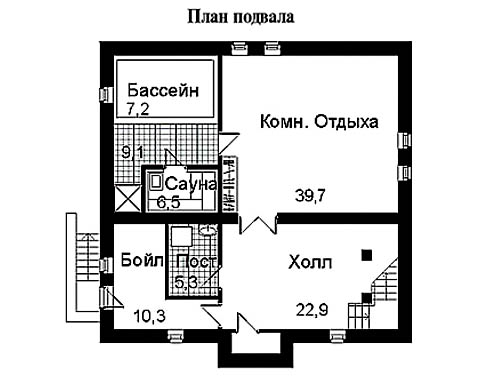 План подвала
Бассейн
7,2
Комн. Отдыха
9,1
Сауна
6,5
39,7
Бойл
Пост
5,3
Холл
10,3
22,9